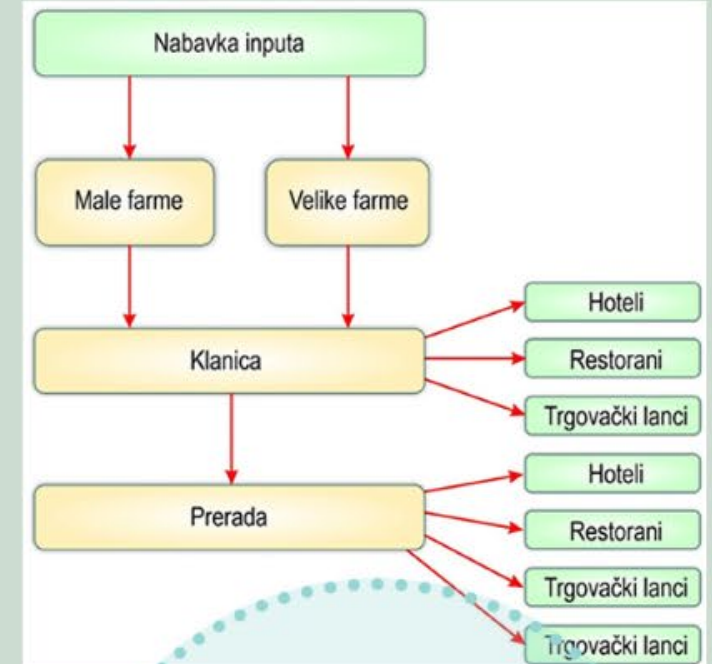 Nabavka inputa
Male farme
Velike farme
Klanica
Hoteli
Restorani
Trgovački lanci
Prerada
Hoteli
Restorani
Trgovački lanci
Trgovački lanci